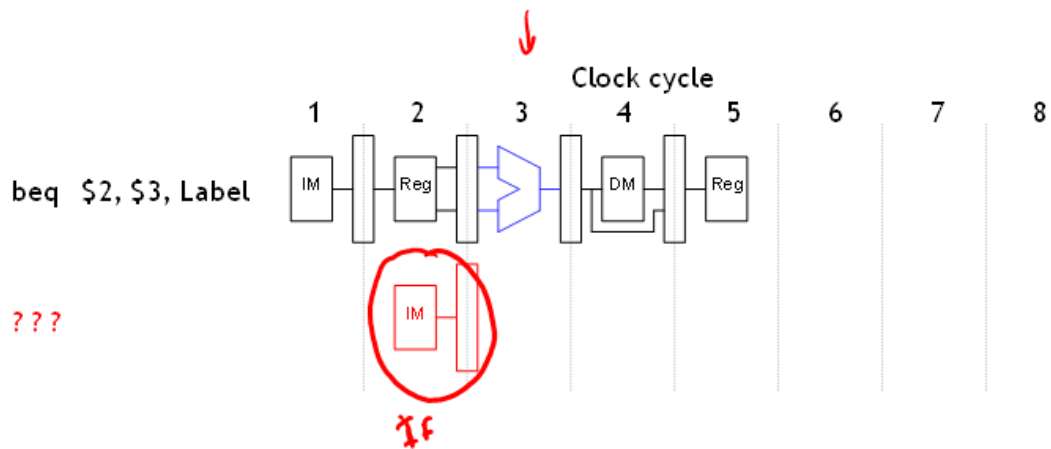 Clock cycle
1 2 3 4 5 6 7 8
beq $2, $3, Label IM Reg DM Reg
??? IM
If